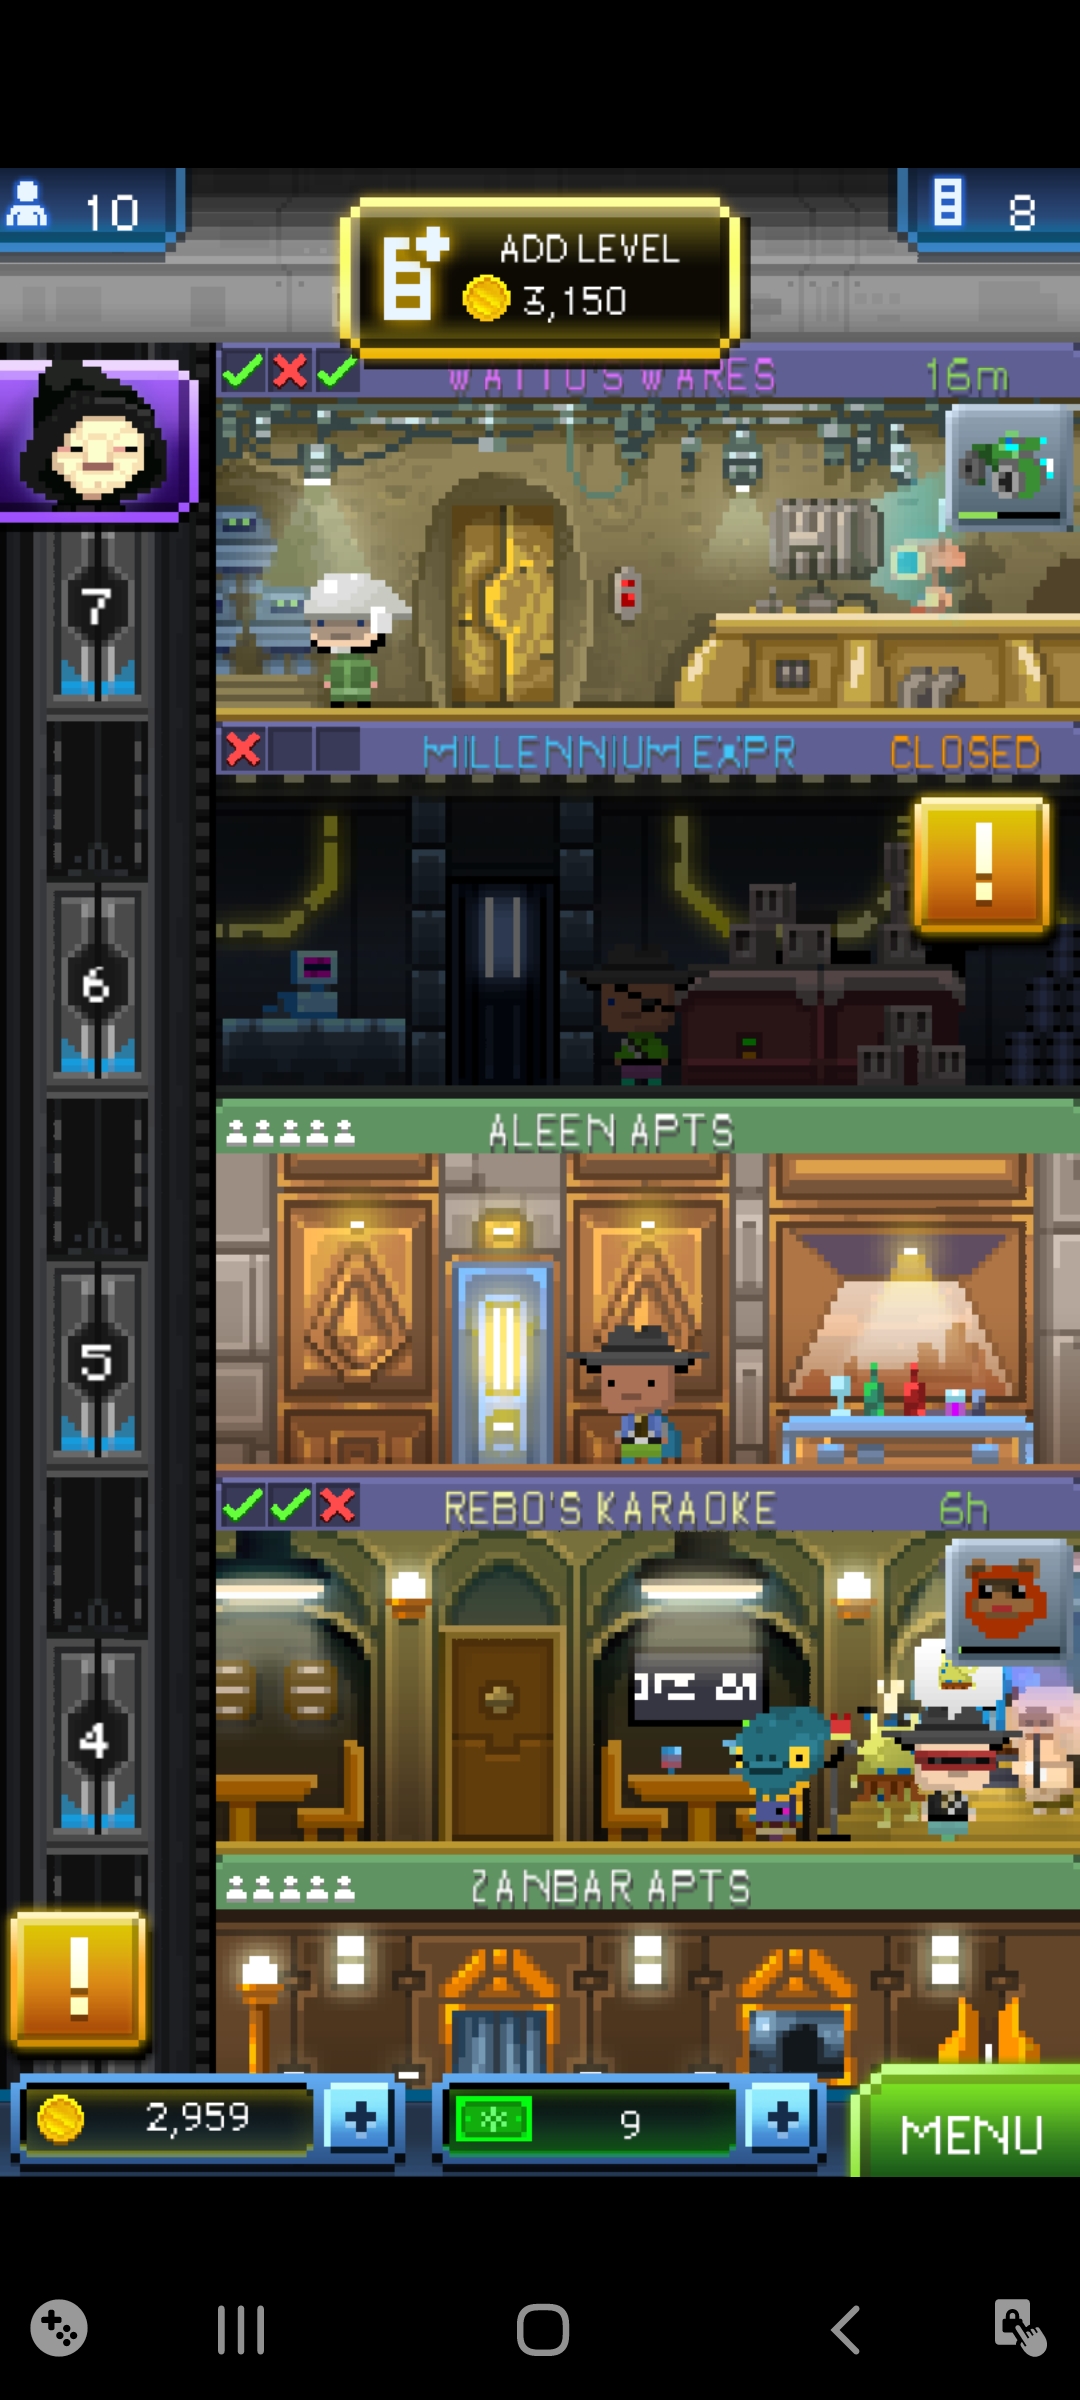 10
8
ADD LEVEL
3,150
WATTO'S WARES 16m
7
MILLENNIUM EXPR CLOSED
!
6
ALEEN APTS
5
REBO'S KARAOKE 6h
4
ZANBAR APTS
!
2,959
9
MENU